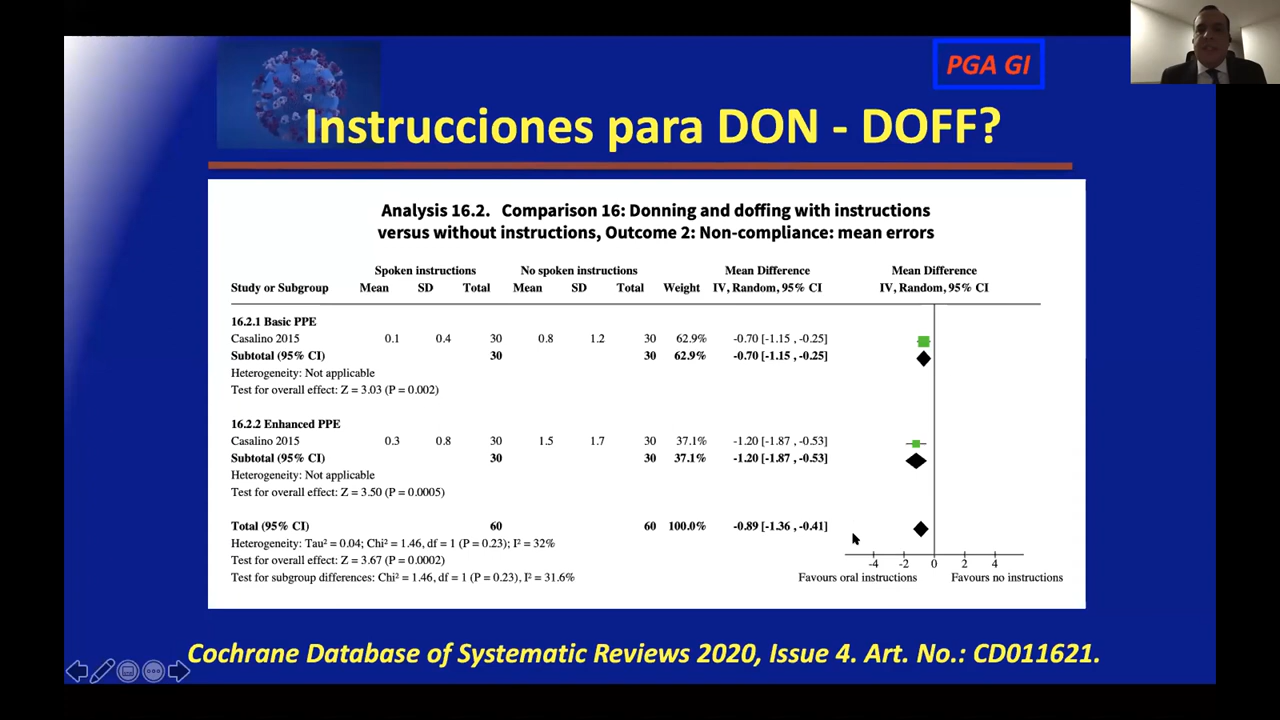 PGA GI
Instrucciones para DON - DOFF?
Analysis 16.2. Comparison 16: Donning and doffing with instructions
versus without instructions, Outcome 2: Non-compliance: mean errors
Spoken instructions No spoken instructions Mean Difference Mean Difference
Study or Subgroup Mean SD Total Mean SD Total Weight IV, Random, 95% CI IV, Random, 95% CI
16.2.1 Basic PPE
Casalino 2015 0.1 0.4 30 0.8 1.2 30 62.9% -0.70 [-1.15 , -0.25]
Subtotal (95% CI) 30 30 62.9% -0.70 [-1.15 , -0.25]
Heterogeneity: Not applicable
Test for overall effect: Z = 3.03 (P = 0.002)
16.2.2 Enhanced PPE
Casalino 2015 0.3 0.8 30 1.5 1.7 30 37.1% -1.20 [-1.87 , -0.53]
Subtotal (95% CI) 30 30 37.1% -1.20 [-1.87 , -0.53]
Heterogeneity: Not applicable
Test for overall effect: Z = 3.50 (P = 0.0005)
Total (95% CI) 60 60 100.0% -0.89 [-1.36 , -0.41]
Heterogeneity: Tau² = 0.04; Chi² = 1.46, df = 1 (P = 0.23); I² = 32%
Test for overall effect: Z = 3.67 (P = 0.0002)
Test for subgroup differences: Chi² = 1.46, df = 1 (P = 0.23), I² = 31.6%
-4 -2 0 2 4
Favours oral instructions Favours no instructions
Cochrane Database of Systematic Reviews 2020, Issue 4. Art. No.: CD011621.